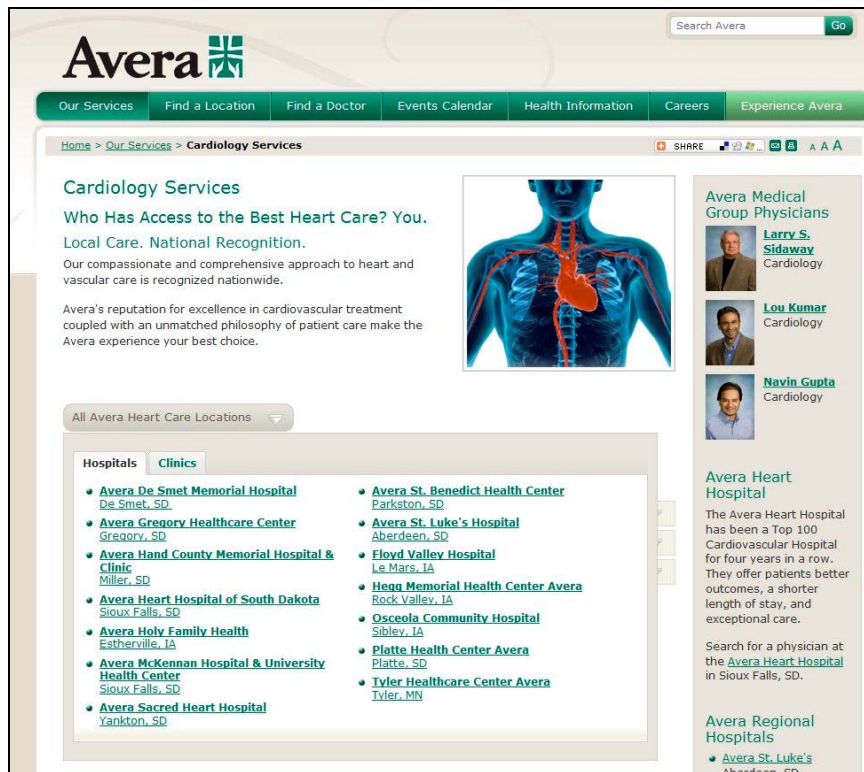 Search Avera
Go
Avera
Our Services
Find a Location
Find a Doctor
Events Calendar
Health Information
Careers
Experience Avera
Home > Our Services > Cardiology Services
SHARE
A A A
Cardiology Services
Who Has Access to the Best Heart Care? You.
Local Care. National Recognition.
Our compassionate and comprehensive approach to heart and
vascular care is recognized nationwide.
Avera's reputation for excellence in cardiovascular treatment
coupled with an unmatched philosophy of patient care make the
Avera experience your best choice.
All Avera Heart Care Locations
Hospitals
Clinics
Avera De Smet Memorial Hospital
De Smet, SD
Avera Gregory Healthcare Center
Gregory, SD
Avera Hand County Memorial Hospital &
Clinic
Miller, SD
Avera Heart Hospital of South Dakota
Sioux Falls, SD
Avera Holy Family Health
Estherville, IA
Avera McKennan Hospital & University
Health Center
Sioux Falls, SD
Avera Sacred Heart Hospital
Yankton, SD
Avera St. Benedict Health Center
Parkston, SD
Avera St. Luke's Hospital
Aberdeen, SD
Floyd Valley Hospital
Le Mars, IA
Hegg Memorial Health Center Avera
Rock Valley, IA
Osceola Community Hospital
Sibley, IA
Platte Health Center Avera
Platte, SD
Tyler Healthcare Center Avera
Tyler, MN
Avera Medical
Group Physicians
Larry S.
Sidaway
Cardiology
Lou Kumar
Cardiology
Navin Gupta
Cardiology
Avera Heart
Hospital
The Avera Heart Hospital
has been a Top 100
Cardiovascular Hospital
for four years in a row.
They offer patients better
outcomes, a shorter
length of stay, and
exceptional care.
Search for a physician at
the Avera Heart Hospital
in Sioux Falls, SD.
Avera Regional
Hospitals
Avera St. Luke's
Aberdeen, SD